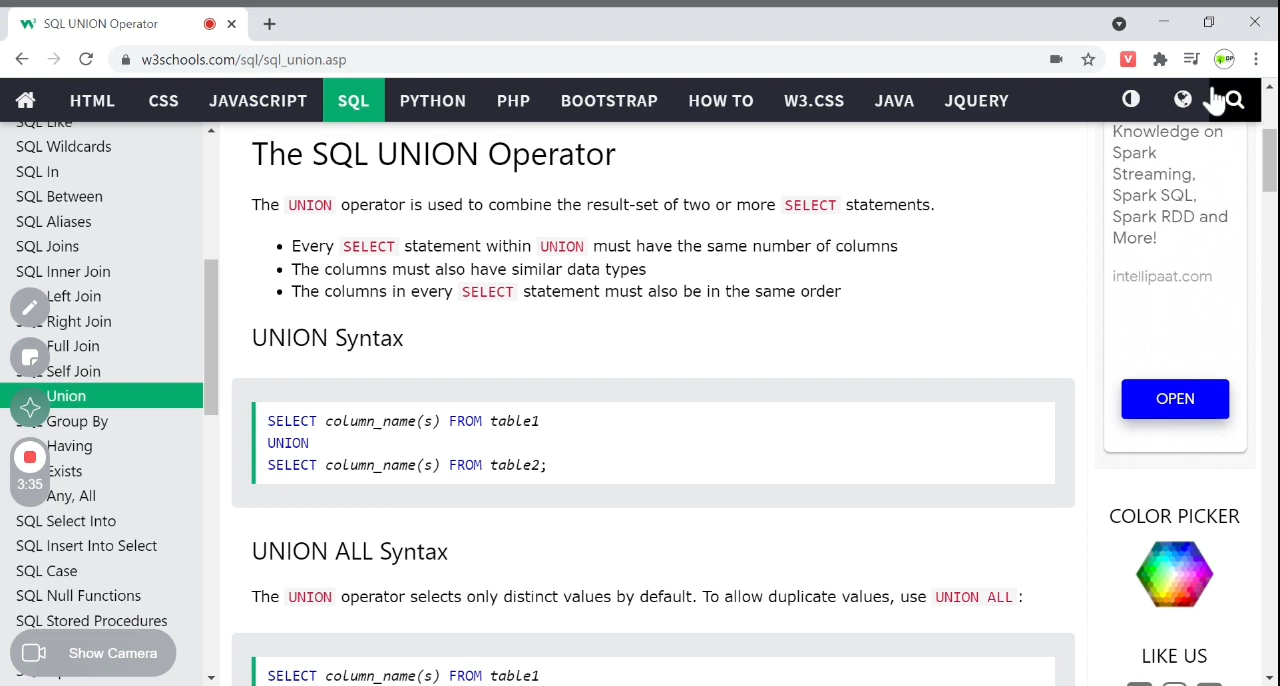 SQL UNION Operator
w3schools.com/sql/sql_union.asp
V
BP
HTML CSS JAVASCRIPT SQL PYTHON PHP BOOTSTRAP HOW TO W3.CSS JAVA JQUERY
SQL Like
SQL Wildcards
SQL In
SQL Between
SQL Aliases
SQL Joins
SQL Inner Join
Left Join
Right Join
Full Join
Self Join
Union
Group By
Having
Exists
Any, All
SQL Select Into
SQL Insert Into Select
SQL Case
SQL Null Functions
SQL Stored Procedures
3:35
Show Camera
The SQL UNION Operator
The UNION operator is used to combine the result-set of two or more SELECT statements.
• Every SELECT statement within UNION must have the same number of columns
• The columns must also have similar data types
• The columns in every SELECT statement must also be in the same order
UNION Syntax
SELECT column_name(s) FROM table1
UNION
SELECT column_name(s) FROM table2;
UNION ALL Syntax
The UNION operator selects only distinct values by default. To allow duplicate values, use UNION ALL:
SELECT column_name(s) FROM table1
Knowledge on
Spark
Streaming,
Spark SQL,
Spark RDD and
More!
intellipaat.com
OPEN
COLOR PICKER
LIKE US